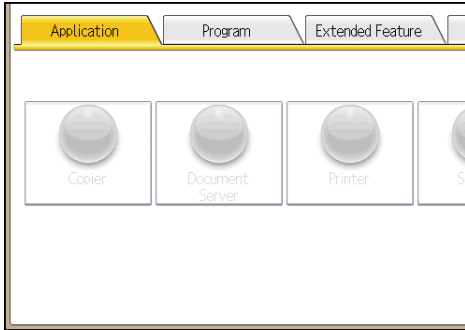 Application
Program
Extended Feature
Copier
Document
Server
Printer
S